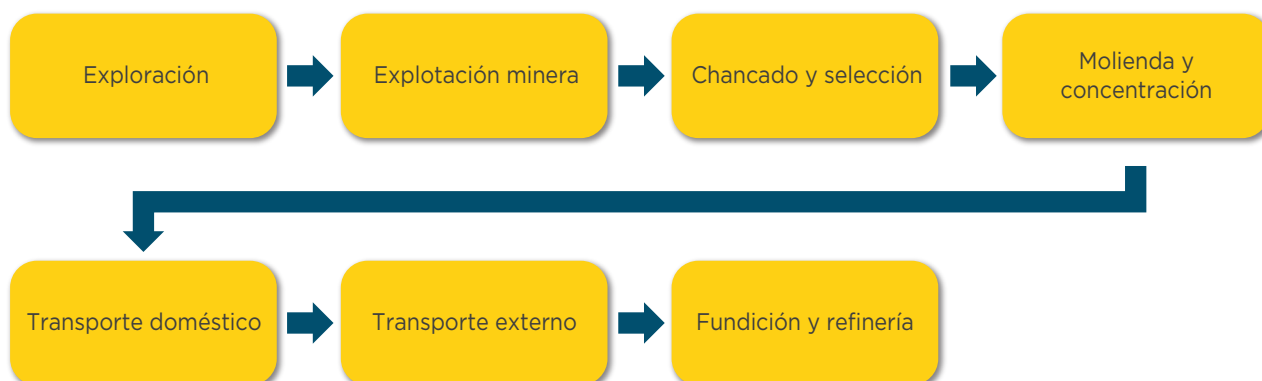 Exploración
Explotación minera
Chancado y selección
Molienda y
concentración
Transporte doméstico
Transporte externo
Fundición y refinería